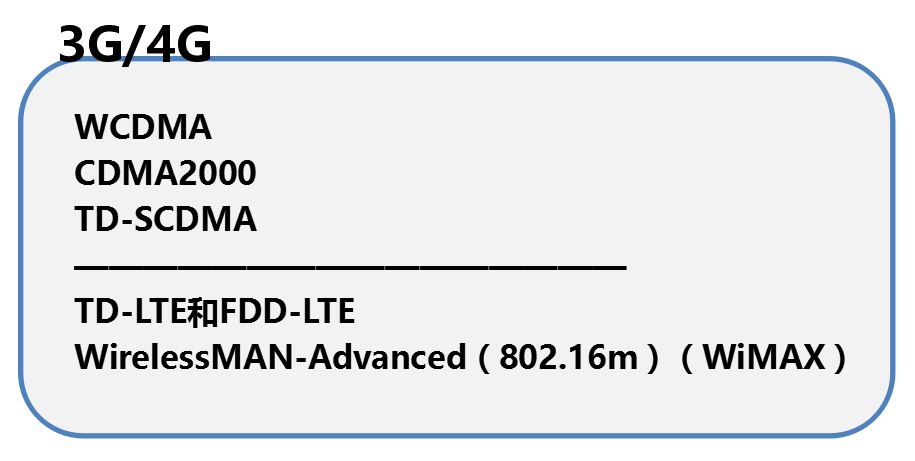 3G/4G
WCDMA
CDMA2000
TD-SCDMA
————————————————
TD-LTE和FDD-LTE
WirelessMAN-Advanced（802.16m）（WiMAX）